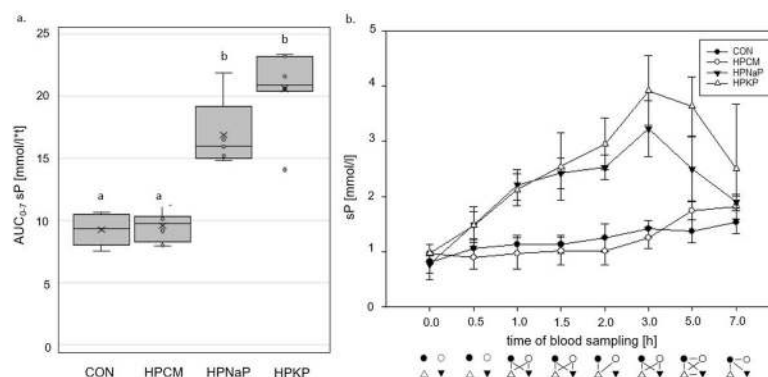 a.
b.
25
20
15
10
5
0
AUC0-7 sP [mmol/l*t]
a
a
b
b
CON
HPCM
HPNaP
HPKP
5
4
3
2
1
0
sP [mmol/l]
CON
HPCM
HPNaP
HPKP
0.0
0.5
1.0
1.5
2.0
3.0
5.0
7.0
time of blood sampling [h]